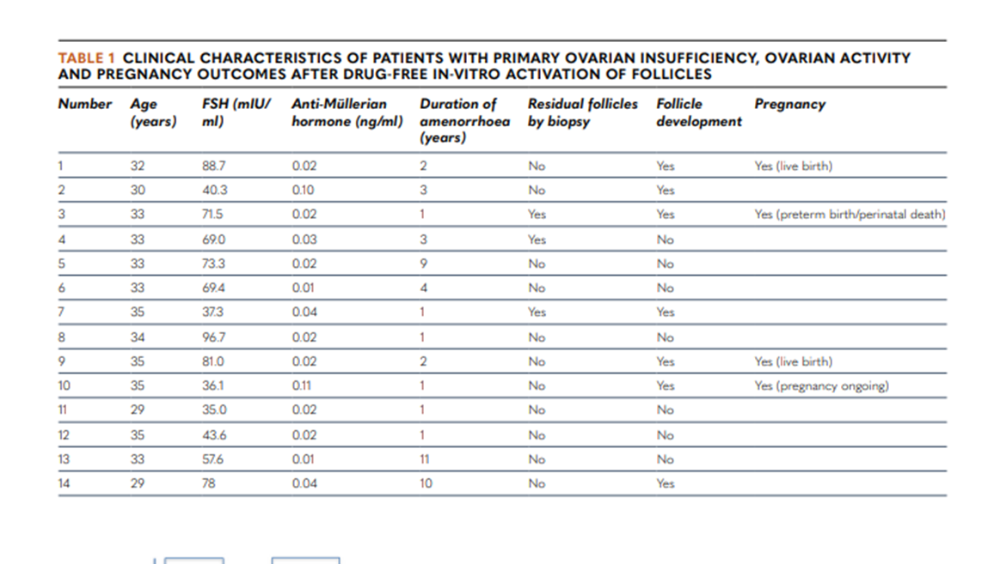 TABLE 1 CLINICAL CHARACTERISTICS OF PATIENTS WITH PRIMARY OVARIAN INSUFFICIENCY, OVARIAN ACTIVITY
AND PREGNANCY OUTCOMES AFTER DRUG-FREE IN-VITRO ACTIVATION OF FOLLICLES
Number Age (years) FSH (mIU/ml) Anti-Müllerian hormone (ng/ml) Duration of amenorrhoea (years) Residual follicles by biopsy Follicle development Pregnancy
1 32 88.7 0.02 2 No Yes Yes (live birth)
2 30 40.3 0.10 3 No Yes
3 33 71.5 0.02 1 Yes Yes Yes (preterm birth/perinatal death)
4 33 69.0 0.03 3 Yes No
5 33 73.3 0.02 9 No No
6 33 69.4 0.01 4 No No
7 35 37.3 0.04 1 Yes Yes
8 34 96.7 0.02 1 No No
9 35 81.0 0.02 2 No Yes Yes (live birth)
10 35 36.1 0.11 1 No Yes Yes (pregnancy ongoing)
11 29 35.0 0.02 1 No No
12 35 43.6 0.02 1 No No
13 33 57.6 0.01 11 No No
14 29 78 0.04 10 No Yes